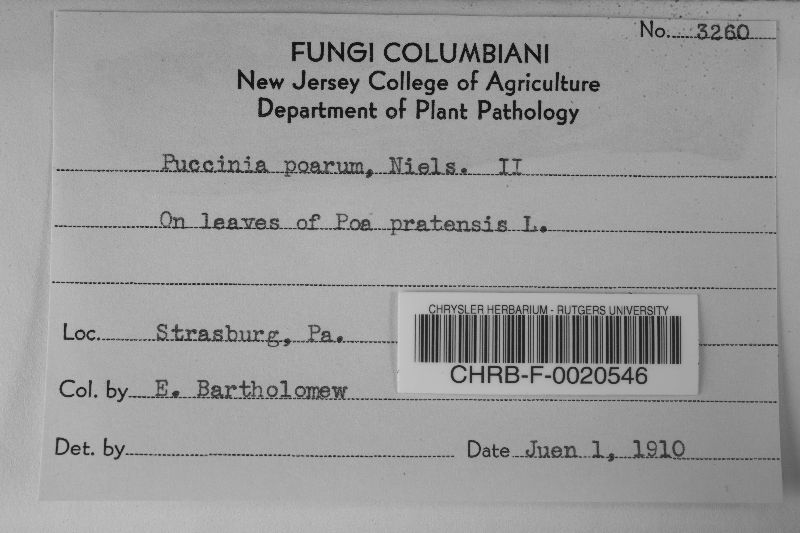 No. 3260
FUNGI COLUMBIANI
New Jersey College of Agriculture
Department of Plant Pathology
Puccinia poarum, Niels. II
On leaves of Poa pratensis L.
Loc. Strasburg, Pa.
CHRYSLER HERBARIUM - RUTGERS UNIVERSITY
CHRB-F-0020546
Col. by E. Bartholomew
Det. by
Date Juen 1, 1910